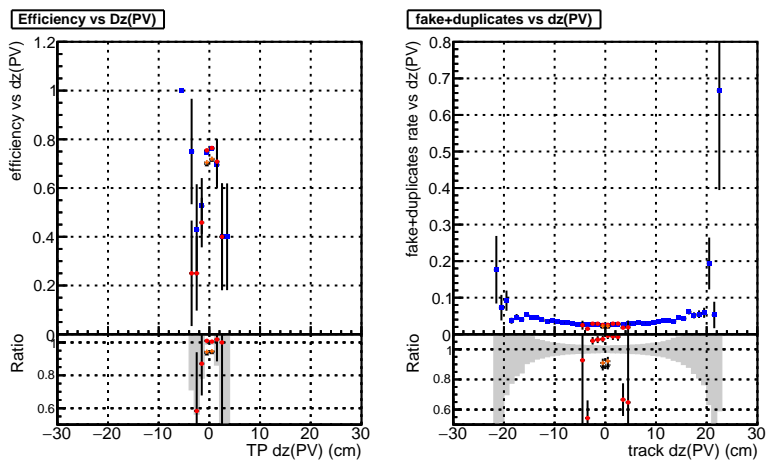 Efficiency vs Dz(PV)
efficiency vs dz(PV)
1.2
1
0.8
0.6
0.4
0.2
0
Ratio
1
0.8
0.6
−30 −20 −10 0 10 20 30
TP dz(PV) (cm)
fake+duplicates vs dz(PV)
fake+duplicates rate vs dz(PV)
0.8
0.7
0.6
0.5
0.4
0.3
0.2
0.1
0
Ratio
1
0.8
0.6
−30 −20 −10 0 10 20 30
track dz(PV) (cm)